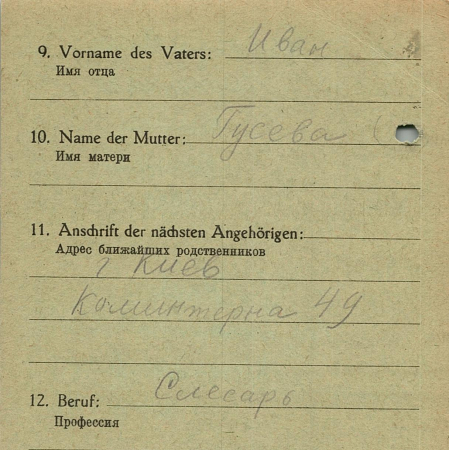 9. Vorname des Vaters: Иван
Имя отца
10. Name der Mutter: Гусева (
Имя матери
11. Anschrift der nächsten Angehörigen:
Адрес ближайших родственников
г Киев
Коминтерна 49
12. Beruf: Слесарь
Профессия